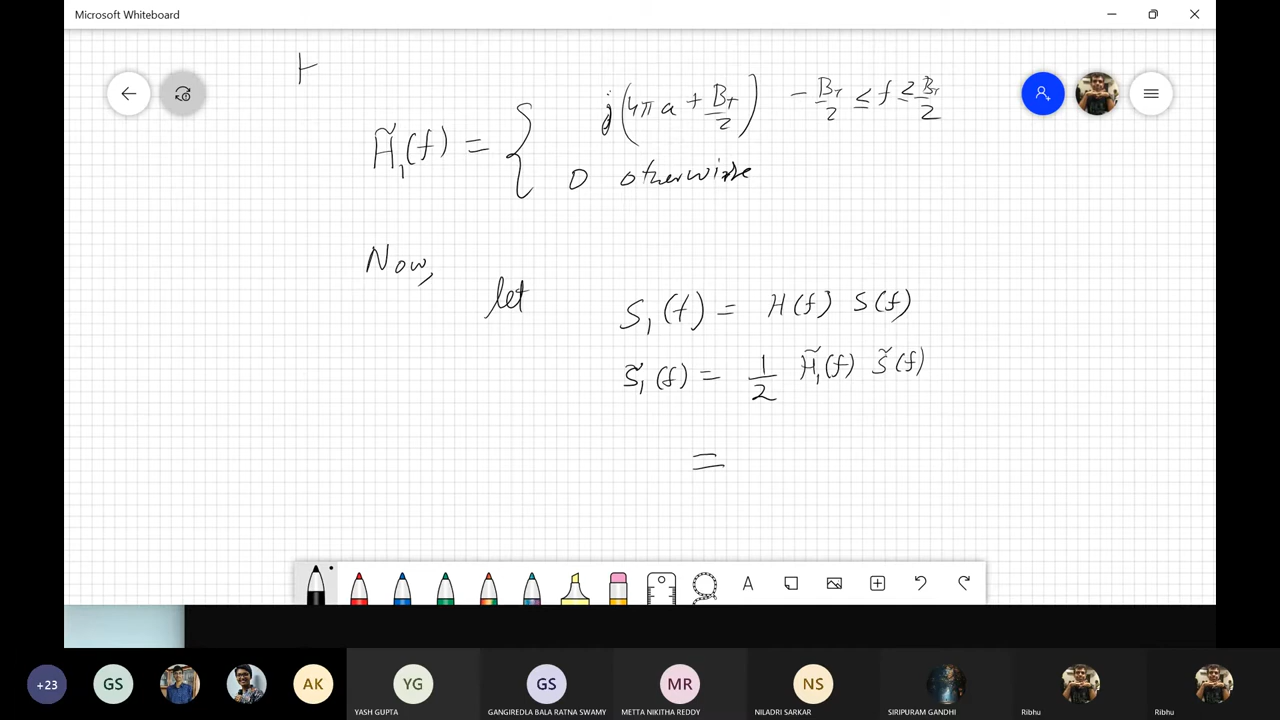 Microsoft Whiteboard
H̃₁(f) = { j(4πa + B_T/2) -B_T/2 ≤ f ≤ B_T/2
0 otherwise
Now,
let
S₁(f) = H(f) S(f)
S̃₁(f) = 1/2 H̃₁(f) S̃(f)
=
A
+23
GS
AK
YG
GS
MR
NS
YASH GUPTA
GANGIREDLA BALA RATNA SWAMY
METTA NIKITHA REDDY
NILADRI SARKAR
SIRIPURAM GANDHI
Ribhu
Ribhu